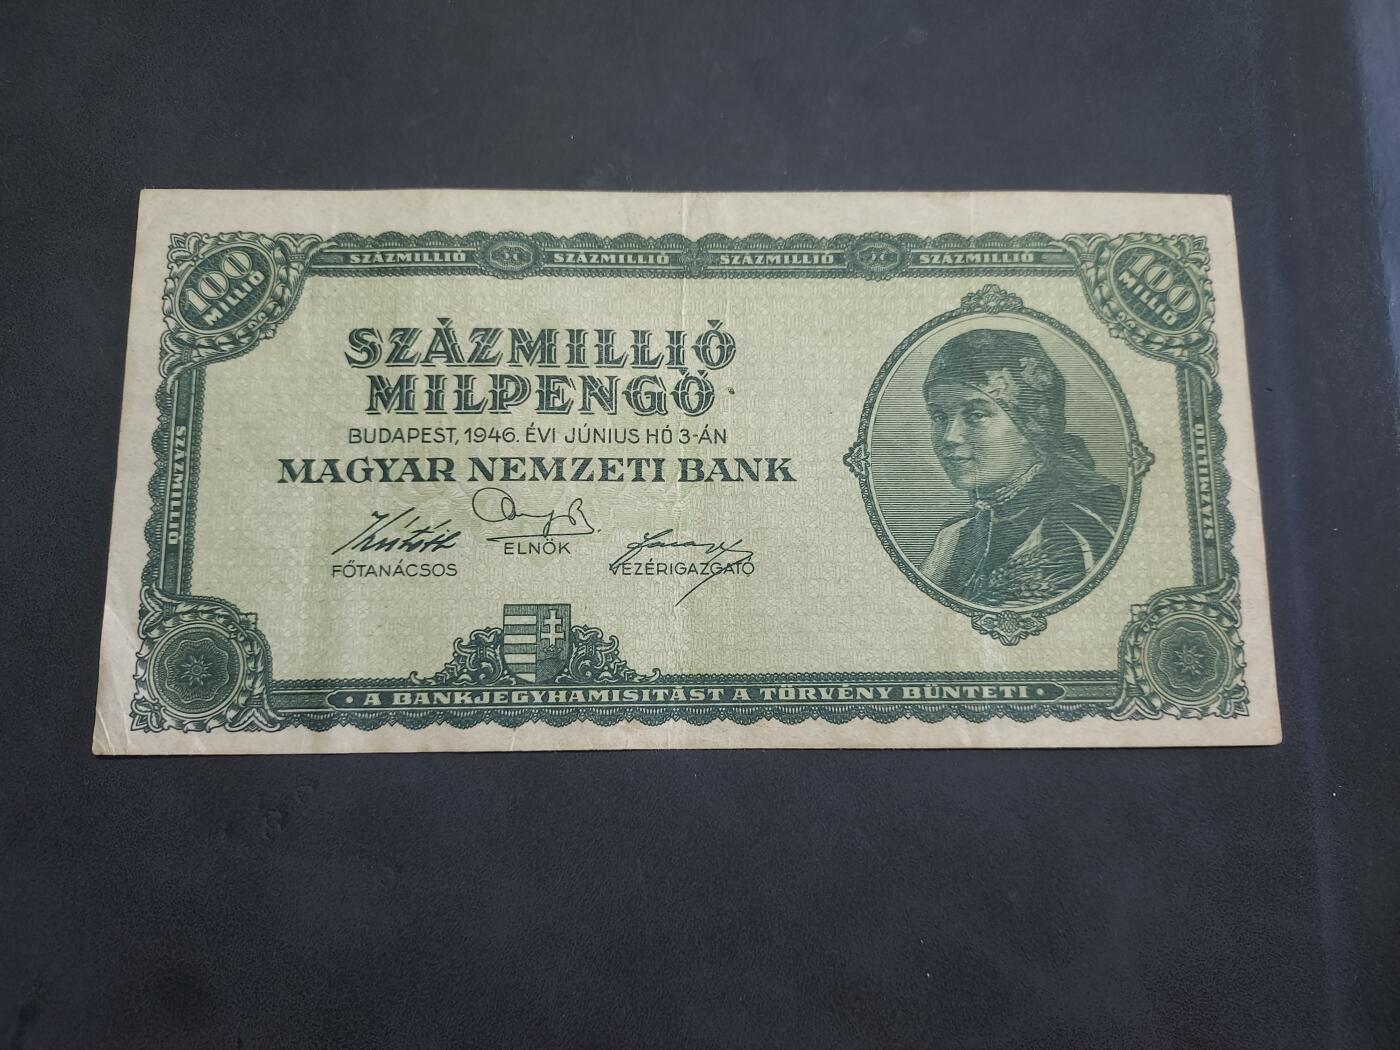 100 MILLIÓ
SZÁZMILLIÓ SZÁZMILLIÓ SZÁZMILLIÓ SZÁZMILLIÓ
100 MILLIÓ
SZÁZMILLIÓ
MILPENGŐ
BUDAPEST, 1946. ÉVI JÚNIUS HÓ 3-ÁN
MAGYAR NEMZETI BANK
ELNÖK
FŐTANÁCSOS
VEZÉRIGAZGATÓ
SZÁZMILLIÓ
SZÁZMILLIÓ
· A BANKJEGYHAMISITÁST A TÖRVÉNY BÜNTETI ·